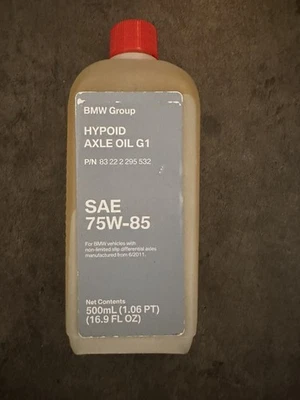 BMW Group
HYPOID
AXLE OIL G1
P/N 83 22 2 295 532
SAE
75W-85
For BMW vehicles with
non-limited slip differential axles
manufactured from 6/2011.
Net Contents
500mL (1.06 PT)
(16.9 FL OZ)